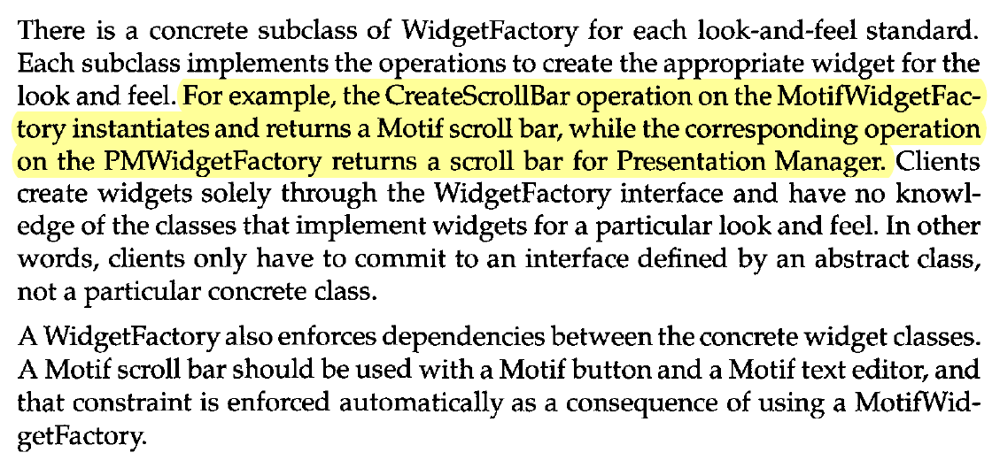 There is a concrete subclass of WidgetFactory for each look-and-feel standard.
Each subclass implements the operations to create the appropriate widget for the
look and feel. For example, the CreateScrollBar operation on the MotifWidgetFac-
tory instantiates and returns a Motif scroll bar, while the corresponding operation
on the PMWidgetFactory returns a scroll bar for Presentation Manager. Clients
create widgets solely through the WidgetFactory interface and have no knowl-
edge of the classes that implement widgets for a particular look and feel. In other
words, clients only have to commit to an interface defined by an abstract class,
not a particular concrete class.
A WidgetFactory also enforces dependencies between the concrete widget classes.
A Motif scroll bar should be used with a Motif button and a Motif text editor, and
that constraint is enforced automatically as a consequence of using a MotifWid-
getFactory.